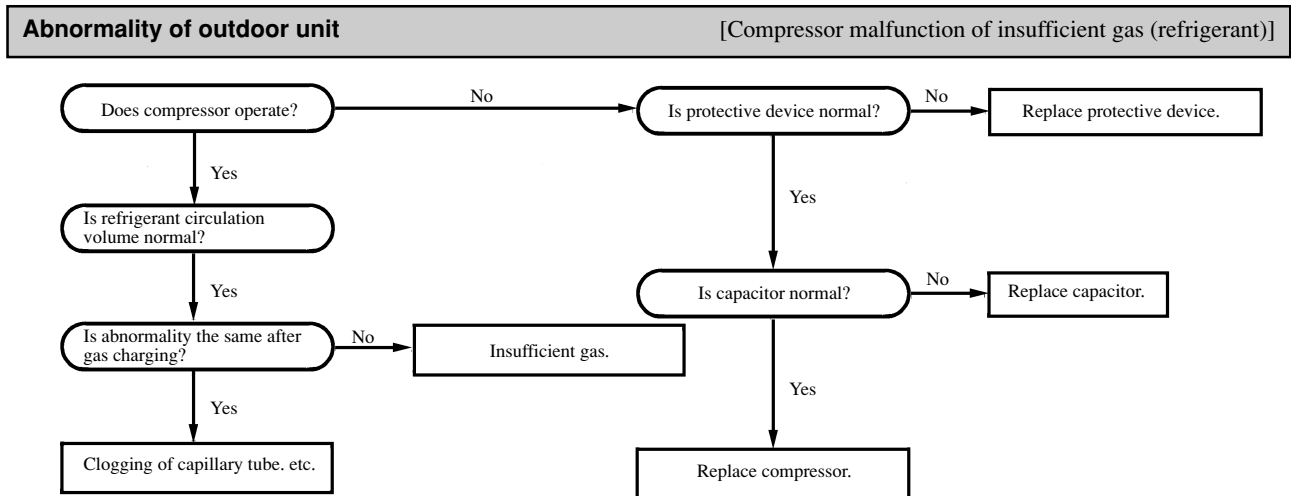 Abnormality of outdoor unit
[Compressor malfunction of insufficient gas (refrigerant)]
Does compressor operate?
No
Is protective device normal?
No
Replace protective device.
Yes
Yes
Is refrigerant circulation
volume normal?
Yes
Is capacitor normal?
No
Replace capacitor.
Is abnormality the same after
gas charging?
No
Insufficient gas.
Yes
Yes
Clogging of capillary tube. etc.
Replace compressor.